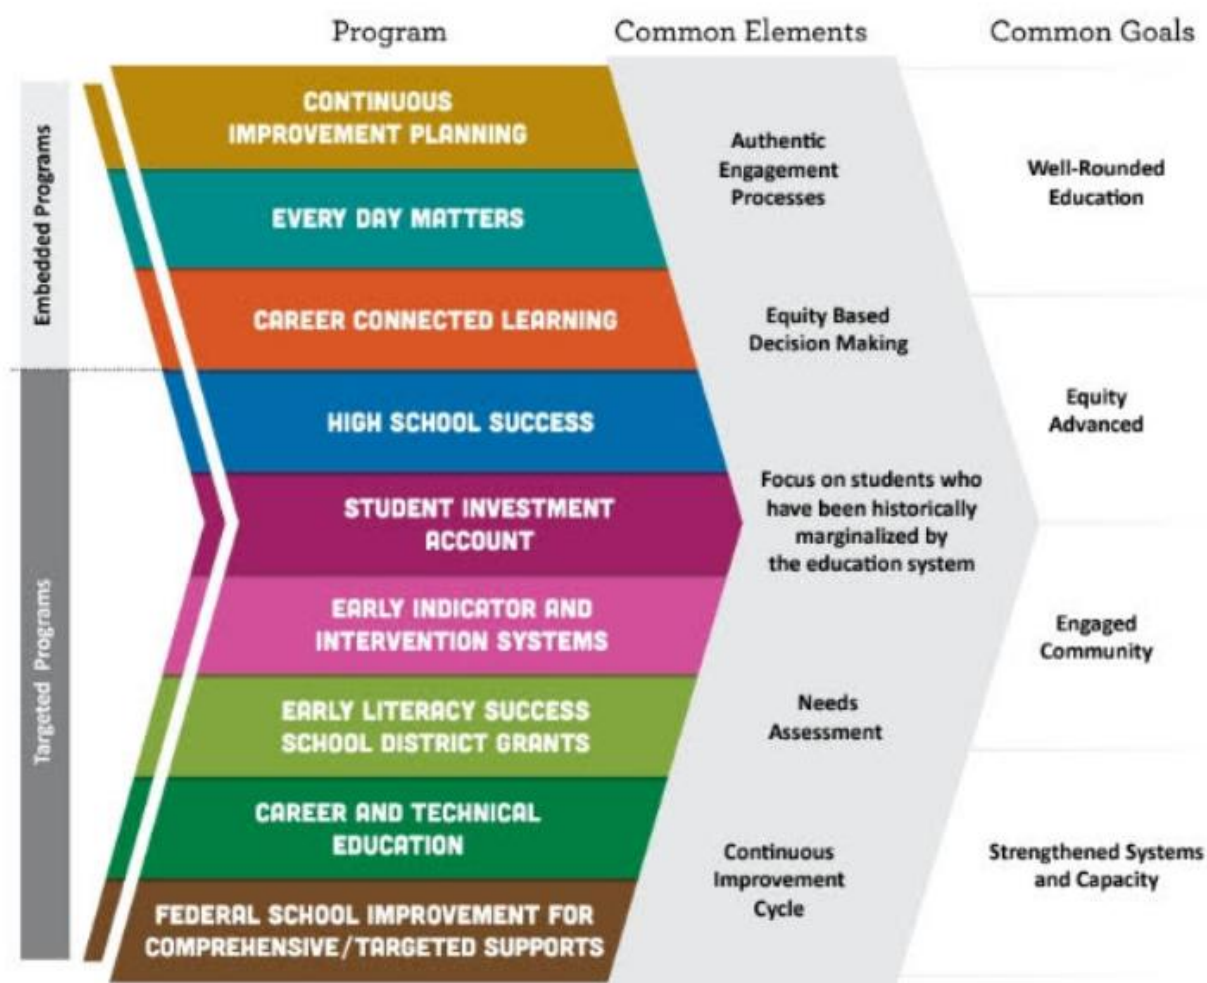 Program
Common Elements
Common Goals
Embedded Programs
Targeted Programs
CONTINUOUS
IMPROVEMENT PLANNING
EVERY DAY MATTERS
CAREER CONNECTED LEARNING
HIGH SCHOOL SUCCESS
STUDENT INVESTMENT
ACCOUNT
EARLY INDICATOR AND
INTERVENTION SYSTEMS
EARLY LITERACY SUCCESS
SCHOOL DISTRICT GRANTS
CAREER AND TECHNICAL
EDUCATION
FEDERAL SCHOOL IMPROVEMENT FOR
COMPREHENSIVE/TARGETED SUPPORTS
Authentic
Engagement
Processes
Equity Based
Decision Making
Focus on students who
have been historically
marginalized by
the education system
Needs
Assessment
Continuous
Improvement
Cycle
Well-Rounded
Education
Equity
Advanced
Engaged
Community
Strengthened Systems
and Capacity